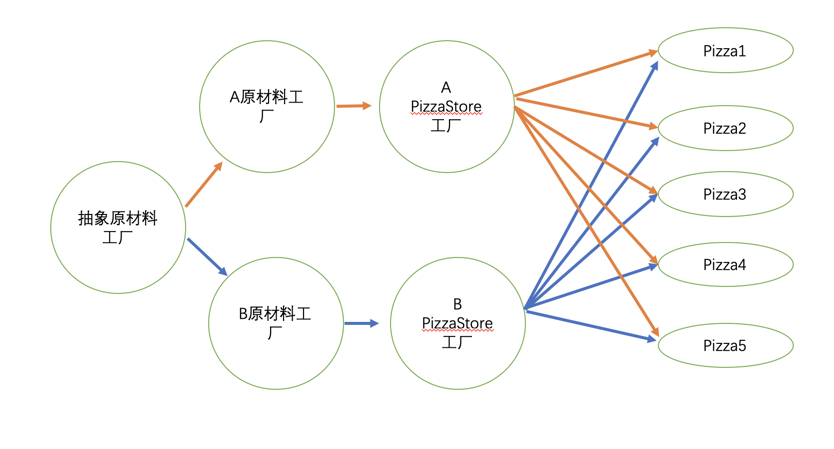 抽象原材料
工厂
A原材料工
厂
B原材料工
厂
A
PizzaStore
工厂
B
PizzaStore
工厂
Pizza1
Pizza2
Pizza3
Pizza4
Pizza5